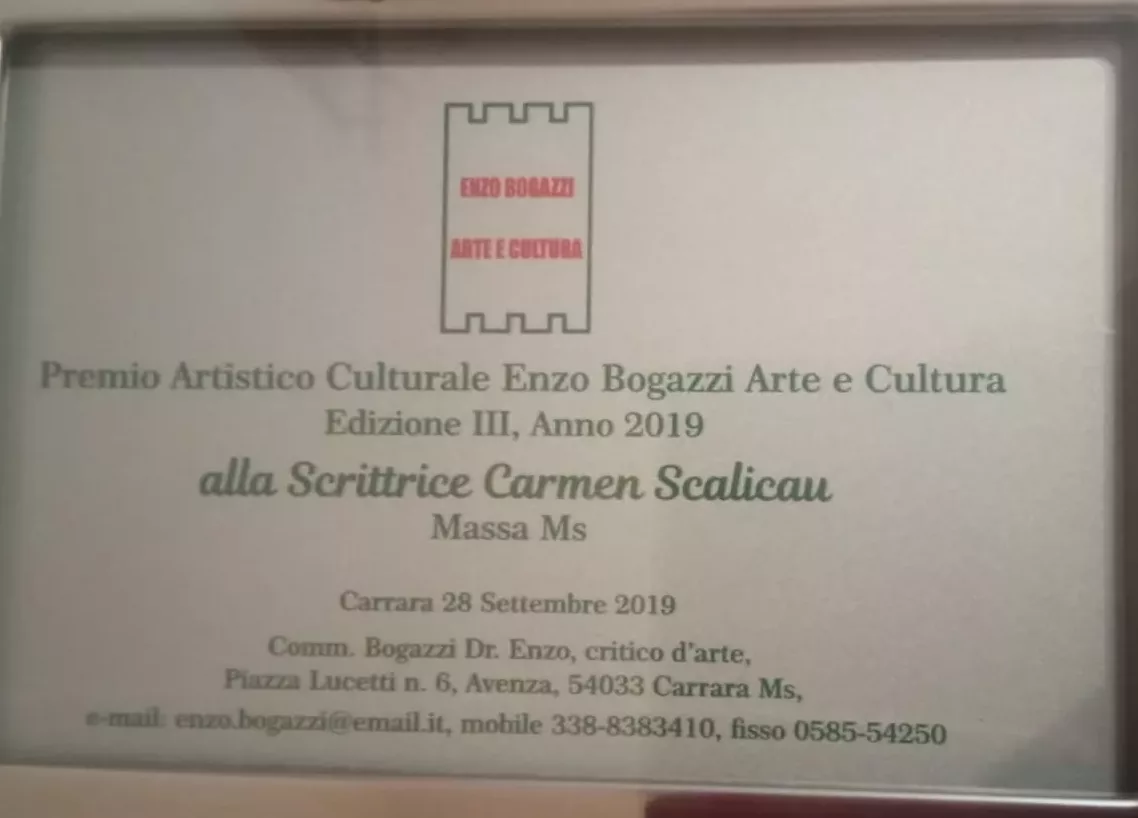 ENZO BOGAZZI
ARTE E CULTURA
Premio Artistico Culturale Enzo Bogazzi Arte e Cultura
Edizione III, Anno 2019
alla Scrittrice Carmen Scalicau
Massa Ms
Carrara 28 Settembre 2019
Comm. Bogazzi Dr. Enzo, critico d'arte,
Piazza Lucetti n. 6, Avenza, 54033 Carrara Ms,
e-mail: enzo.bogazzi@email.it, mobile 338-8383410, fisso 0585-54250